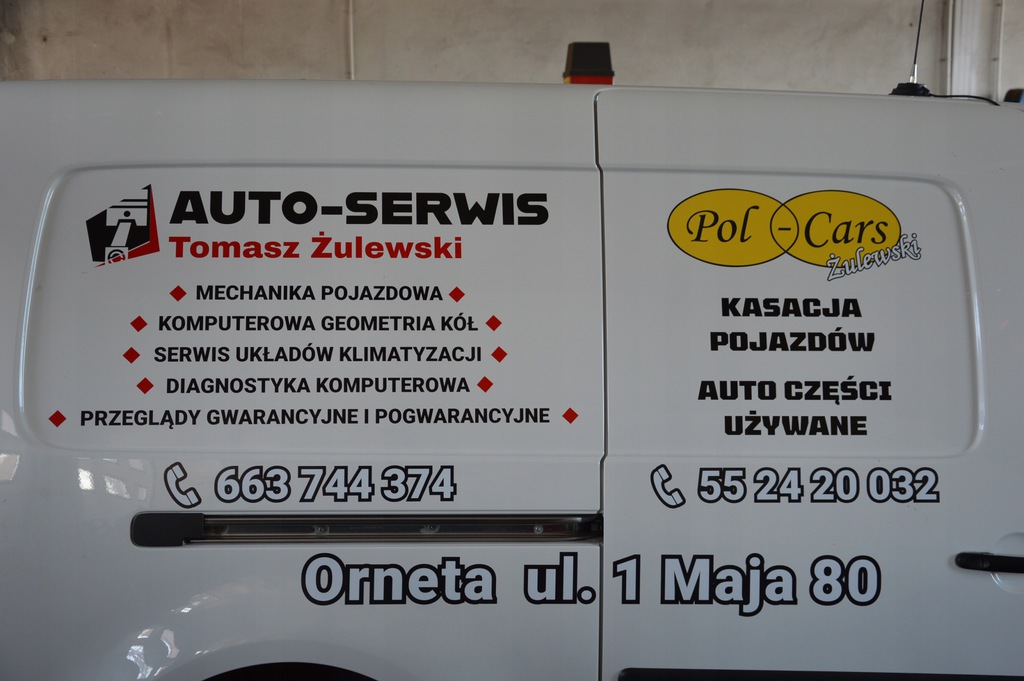 AUTO-SERWIS
Tomasz Żulewski
MECHANIKA POJAZDOWA
KOMPUTEROWA GEOMETRIA KÓŁ
SERWIS UKŁADÓW KLIMATYZACJI
DIAGNOSTYKA KOMPUTEROWA
PRZEGLĄDY GWARANCYJNE I POGWARANCYJNE
663 744 374
Pol - Cars
Żulewski
KASACJA
POJAZDÓW
AUTO CZĘŚCI
UŻYWANE
55 24 20 032
Orneta ul. 1 Maja 80